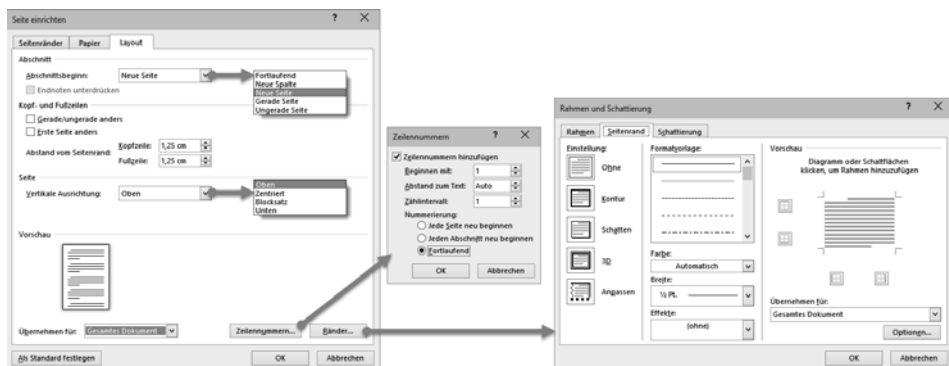 Seite einrichten ? ×
Seitenränder Papier Layout
Abschnitt
Abschnittsbeginn: Neue Seite
Fortlaufend
Neue Spalte
Neue Seite
Gerade Seite
Ungerade Seite
Endnoten unterdrücken
Kopf- und Fußzeilen
Gerade/ungerade anders
Erste Seite anders
Abstand vom Seitenrand:
Kopfzeile: 1,25 cm
Fußzeile: 1,25 cm
Seite
Vertikale Ausrichtung: Oben
Oben
Zentriert
Blocksatz
Unten
Vorschau
Übernehmen für: Gesamtes Dokument
Zeilennummern... Ränder...
Als Standard festlegen OK Abbrechen
Zeilennummern ? ×
Zeilennummern hinzufügen
Beginnen mit: 1
Abstand zum Text: Auto
Zählintervall: 1
Nummerierung:
Jede Seite neu beginnen
Jeden Abschnitt neu beginnen
Fortlaufend
OK Abbrechen
Rahmen und Schattierung ? ×
Rahmen Seitenrand Schattierung
Einstellung:
Ohne
Kontur
Schatten
3D
Anpassen
Formatvorlage:
Farbe:
Automatisch
Breite:
½ Pt.
Effekte:
(ohne)
Vorschau
Diagramm oder Schaltflächen
klicken, um Rahmen hinzuzufügen
Übernehmen für:
Gesamtes Dokument
Optionen...
OK Abbrechen